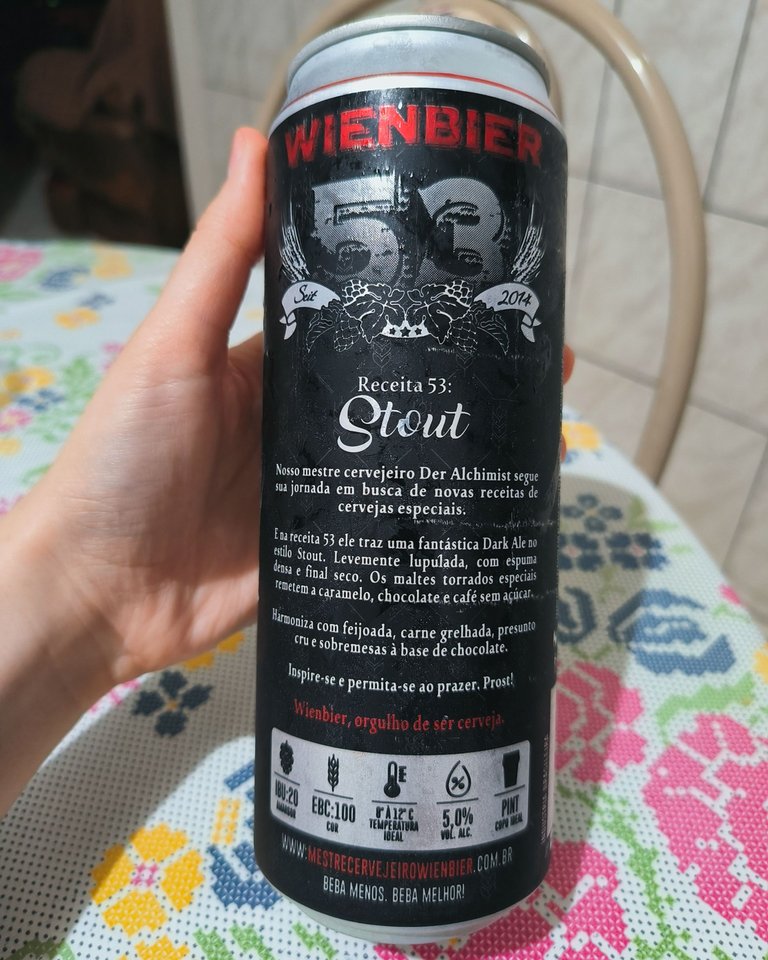 WIENBIER
53
Seit 2014
Receita 53:
Stout
Nosso mestre cervejeiro Der Alchimist segue
sua jornada em busca de novas receitas de
cervejas especiais.
E na receita 53 ele traz uma fantástica Dark Ale no
estilo Stout. Levemente lupulada, com espuma
densa e final seco. Os maltes torrados especiais
remetem a caramelo, chocolate e café sem açúcar.
Harmoniza com feijoada, carne grelhada, presunto
cru e sobremesas à base de chocolate.
Inspire-se e permita-se ao prazer. Prost!
Wienbier, orgulho de ser cerveja.
IBU:20
AMARGOR
EBC:100
COR
E
8° À 12° C
TEMPERATURA
IDEAL
5,0%
VOL. ALC.
PINT
COPO IDEAL
WWW.MESTRECERVEJEIROWIENBIER.COM.BR
BEBA MENOS. BEBA MELHOR!